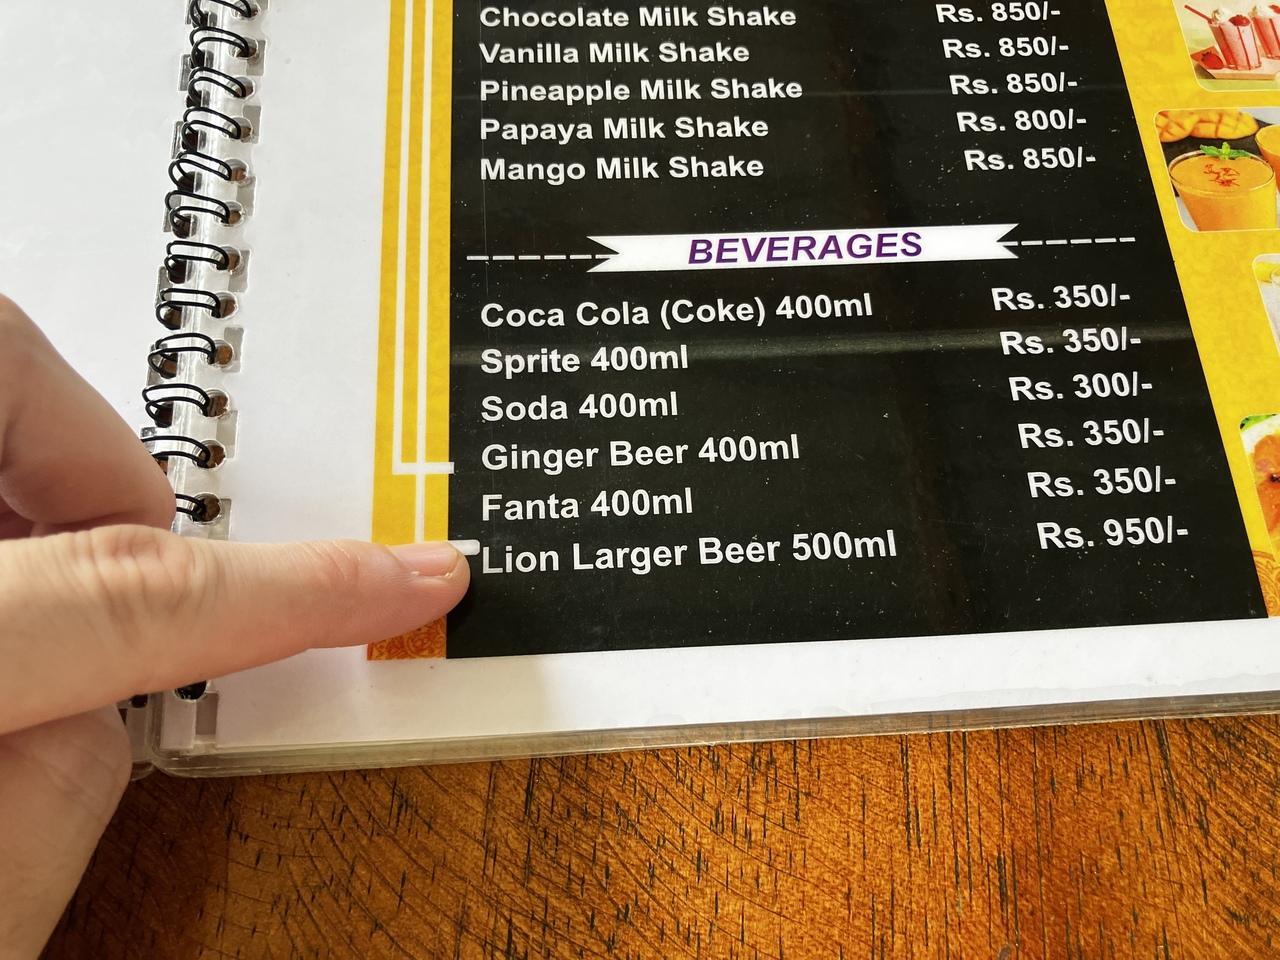 Chocolate Milk Shake Rs. 850/-
Vanilla Milk Shake Rs. 850/-
Pineapple Milk Shake Rs. 850/-
Papaya Milk Shake Rs. 800/-
Mango Milk Shake Rs. 850/-
BEVERAGES
Coca Cola (Coke) 400ml Rs. 350/-
Sprite 400ml Rs. 350/-
Soda 400ml Rs. 300/-
Ginger Beer 400ml Rs. 350/-
Fanta 400ml Rs. 350/-
Lion Larger Beer 500ml Rs. 950/-